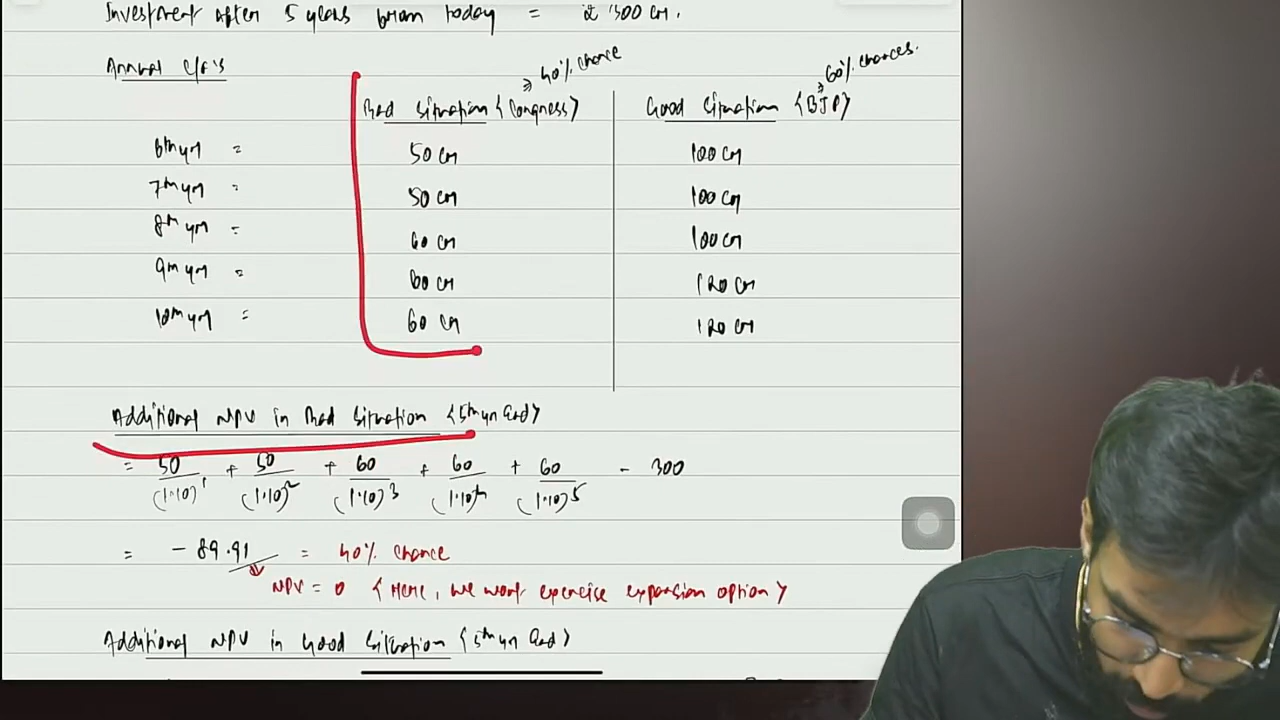 Investment after 5 years from today = ₹ 300 Cr.
Annual C/F's
40% chance
60% chances.
Bad Situation {Congress}
Good Situation {BJP}
6th yr = 50 Cr 100 Cr
7th yr = 50 Cr 100 Cr
8th yr = 60 Cr 100 Cr
9th yr = 60 Cr 120 Cr
10th yr = 60 Cr 120 Cr
Additional NPV in Bad Situation {5th yr End}
= 50/(1.10)^1 + 50/(1.10)^2 + 60/(1.10)^3 + 60/(1.10)^4 + 60/(1.10)^5 - 300
= - 89.91 = 40% chance
NPV = 0 {Here, we won't exercise expansion option}
Additional NPV in Good Situation {5th yr End}